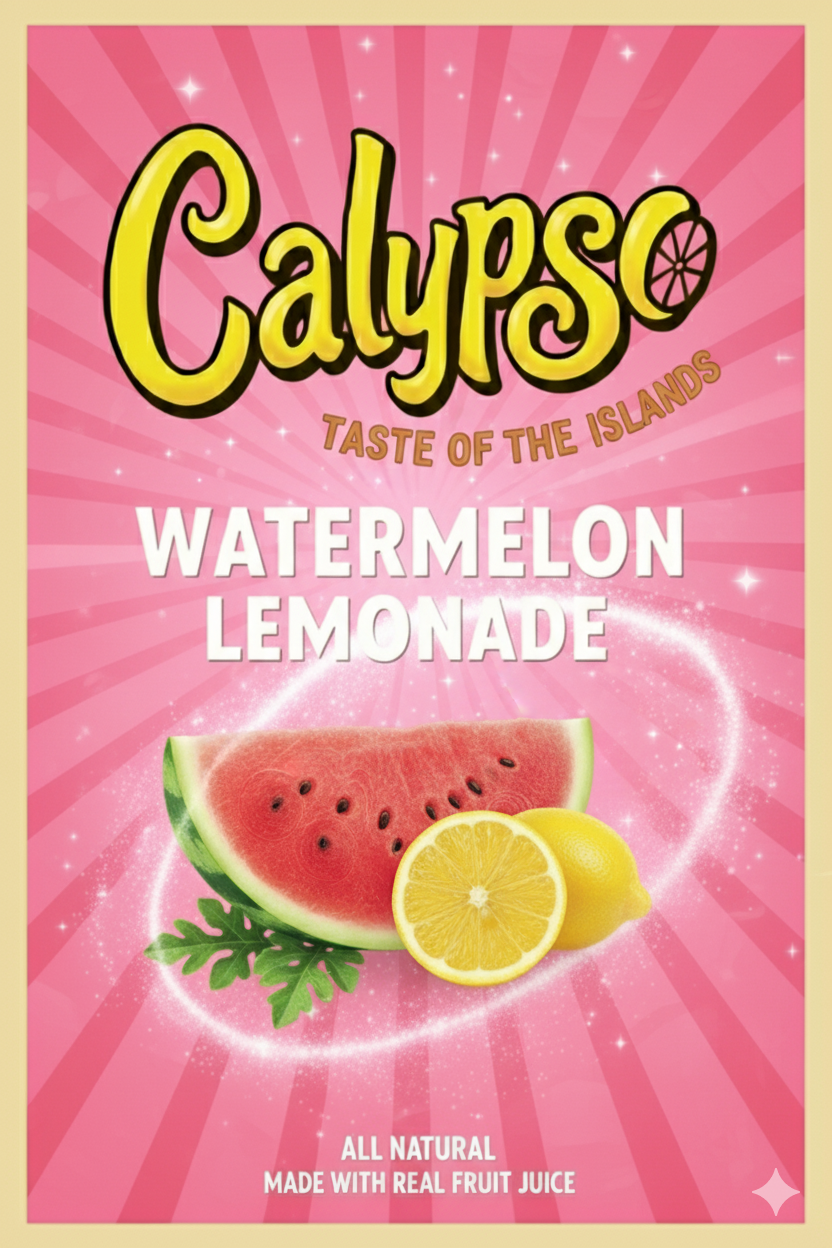 Calypso
TASTE OF THE ISLANDS
WATERMELON
LEMONADE
ALL NATURAL
MADE WITH REAL FRUIT JUICE